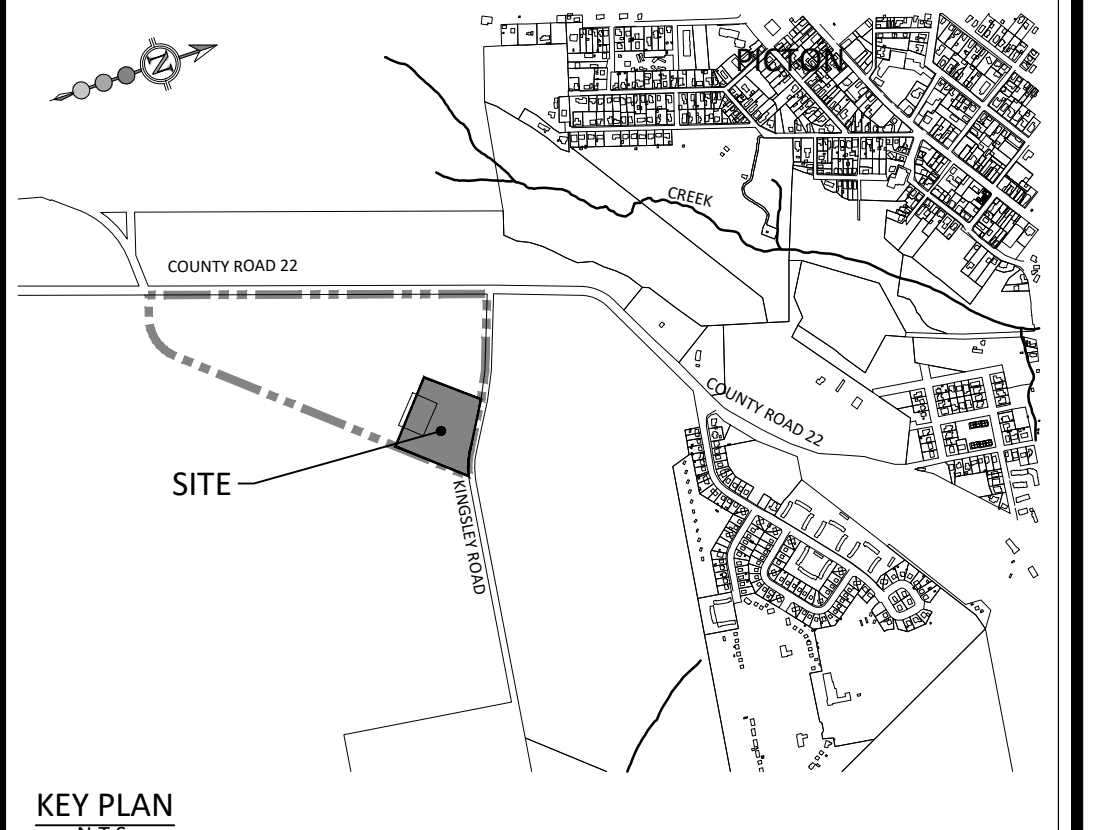 PICTON
N
CREEK
COUNTY ROAD 22
COUNTY ROAD 22
SITE
KINGSLEY ROAD
KEY PLAN
N.T.S.